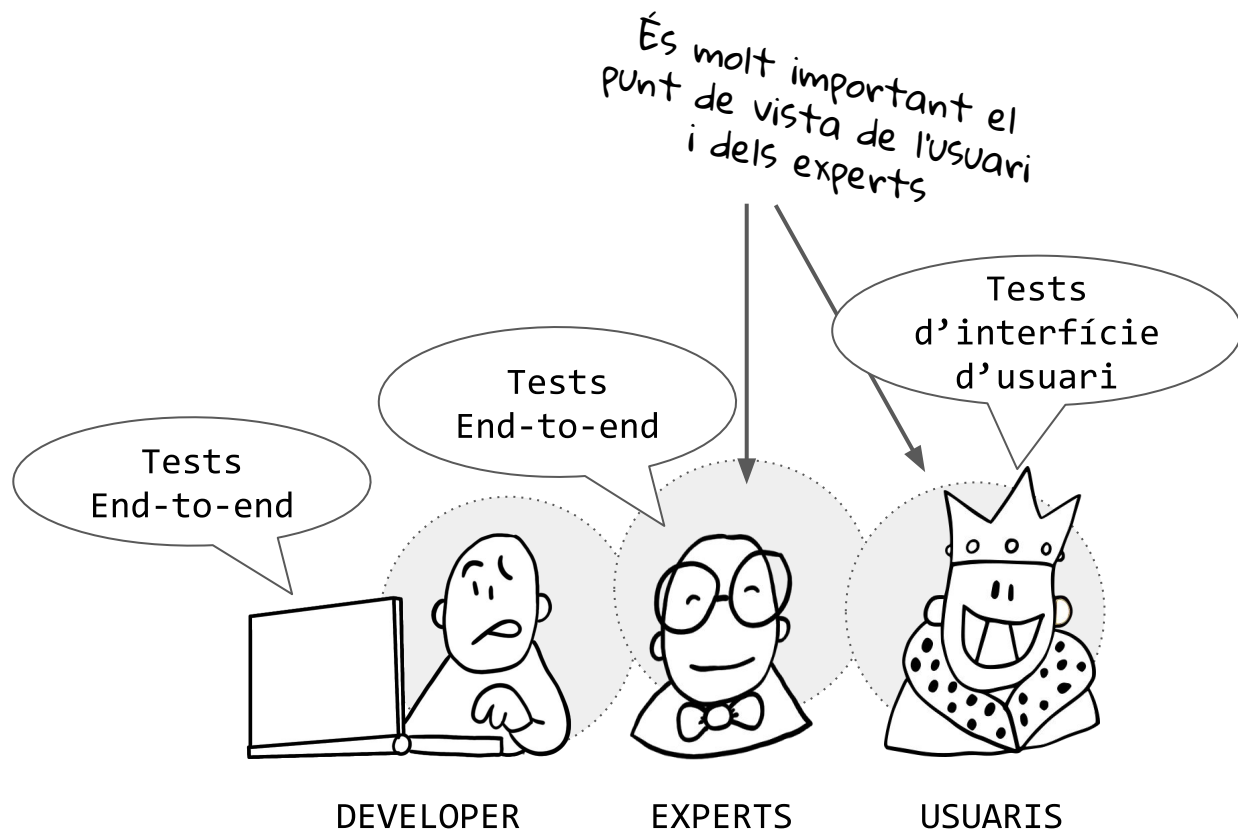 És molt important el
punt de vista de l'usuari
i dels experts
Tests
d’interfície
d’usuari
Tests
End-to-end
Tests
End-to-end
DEVELOPER
EXPERTS
USUARIS